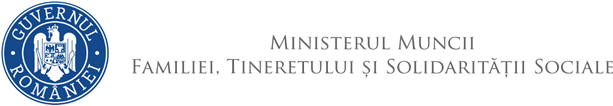 GUVERNUL
ROMÂNIEI
MINISTERUL MUNCII
FAMILIEI, TINERETULUI ȘI SOLIDARITĂȚII SOCIALE